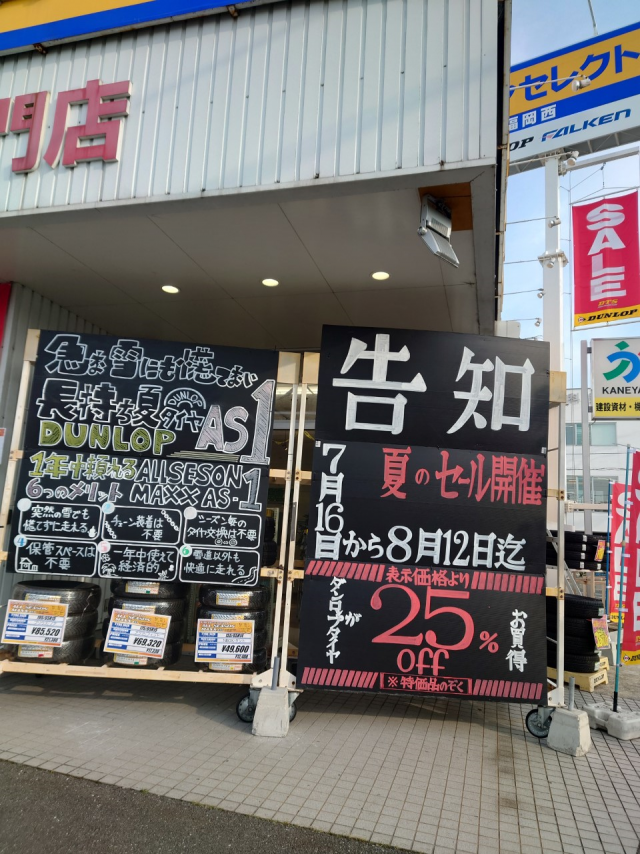 門店
セレクト
福岡西
OP FALKEN
SALE
DUNLOP
KANEYA
建設資材・機
急な雪にも慌てない
長持ち夏タイヤ
DUNLOP
DUNLOP
AS1
1年中頼れる ALLSESON
6つのメリット MAXX AS-1
突然の雪でも
慌てずに走れる
チェーン装着は
不要
シーズン毎の
タイヤ交換は不要
保管スペースは
不要
一年中使えて
経済的
雪道以外も
快適に走れる
¥85,520
¥69,320
¥49,600
告知
夏のセール開催
7月16日から8月12日迄
表示価格より
ダンロプタイヤが
25%
off
お買得
※特価品のぞく